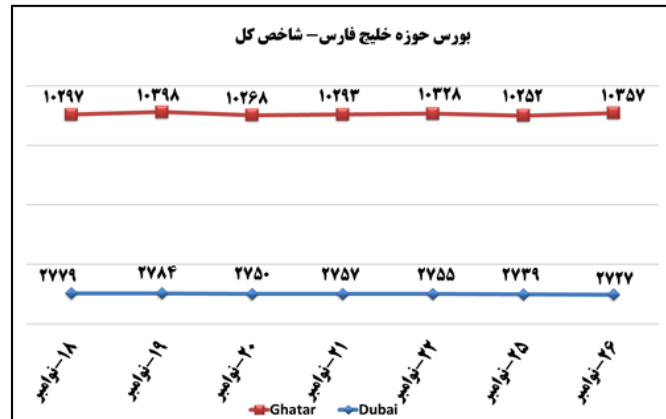 بورس حوزه خلیج فارس– شاخص کل
۱۰۲۹۷ ۱۰۳۹۸ ۱۰۲۶۸ ۱۰۲۹۳ ۱۰۳۲۸ ۱۰۲۵۲ ۱۰۳۵۷
۲۷۷۹ ۲۷۸۴ ۲۷۵۰ ۲۷۵۷ ۲۷۵۵ ۲۷۳۹ ۲۷۲۷
۱۸-نوامبر
۱۹-نوامبر
۲۰-نوامبر
۲۱-نوامبر
۲۲-نوامبر
۲۵-نوامبر
۲۶-نوامبر
Ghatar Dubai